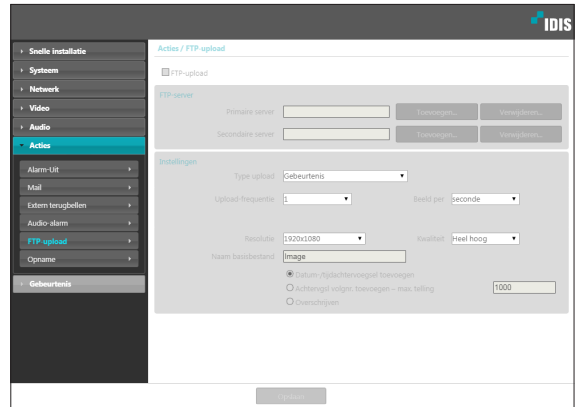 IDIS
Snelle installatie
Systeem
Netwerk
Video
Audio
Acties
Alarm-Uit
Mail
Extern terugbellen
Audio-alarm
FTP upload
Opname
Gebeurtenis
Acties / FTP-upload
FTP-upload
FTP-server
Primaire server Toevoegen... Verwijderen...
Secondaire server Toevoegen... Verwijderen...
Instellingen
Type upload Gebeurtenis
Upload-frequentie 1 Beeld per seconde
Resolutie 1920x1080 Kwaliteit Heel hoog
Naam basisbestand Image
Datum-/tijdachtervoegsel toevoegen
Achtervgsl volgnr. toevoegen – max. telling 1000
Overschrijven